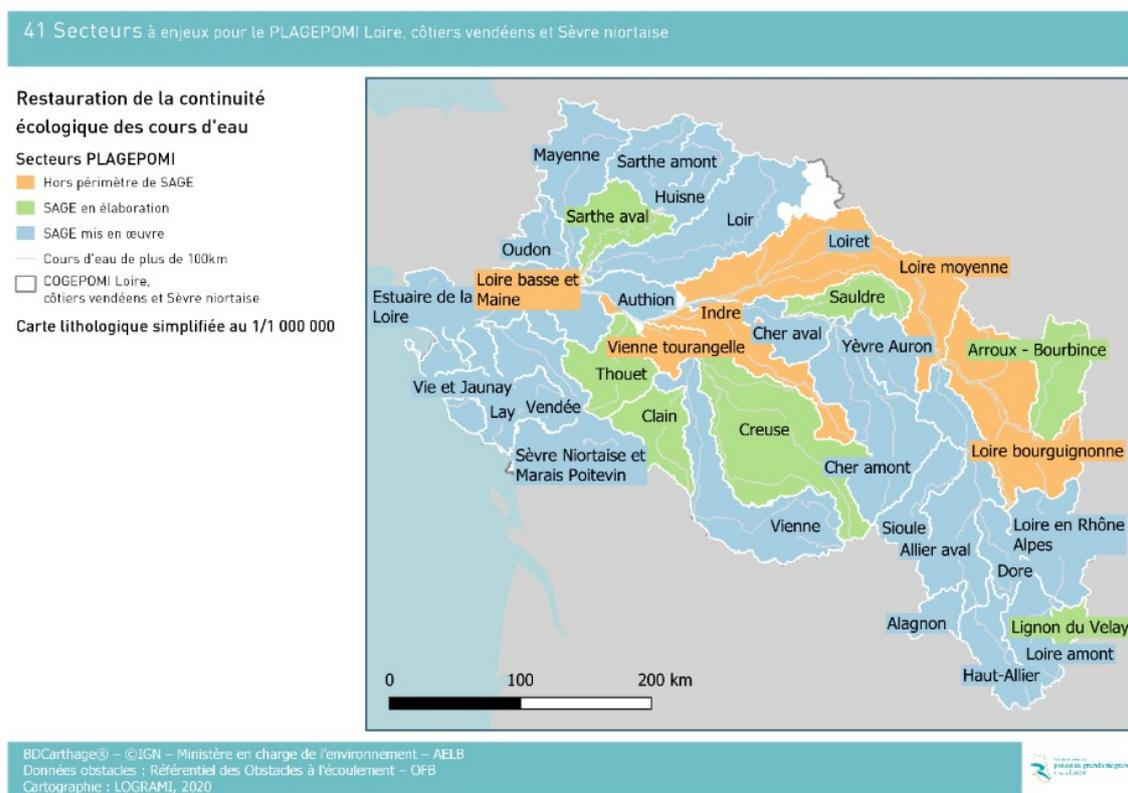 41 Secteurs à enjeux pour le PLAGEPOMI Loire, côtiers vendéens et Sèvre niortaise
Restauration de la continuité
écologique des cours d'eau
Secteurs PLAGEPOMI
Hors périmètre de SAGE
SAGE en élaboration
SAGE mis en œuvre
Cours d'eau de plus de 100km
COGEPOMI Loire,
côtiers vendéens et Sèvre niortaise
Carte lithologique simplifiée au 1/1 000 000
Mayenne
Sarthe amont
Huisne
Sarthe aval
Loir
Oudon
Loiret
Loire moyenne
Loire basse et
Maine
Estuaire de la
Loire
Authion
Sauldre
Indre
Cher aval
Vienne tourangelle
Yèvre Auron
Arroux - Bourbince
Thouet
Vie et Jaunay
Lay
Vendée
Clain
Creuse
Sèvre Niortaise et
Marais Poitevin
Cher amont
Loire bourguignonne
Vienne
Sioule
Allier aval
Loire en Rhône
Alpes
Dore
Alagnon
Lignon du Velay
Loire amont
Haut-Allier
0 100 200 km
BDCarthage® – ©IGN – Ministère en charge de l'environnement – AELB
Données obstacles : Référentiel des Obstacles à l'écoulement – OFB
Cartographie : LOGRAMI, 2020